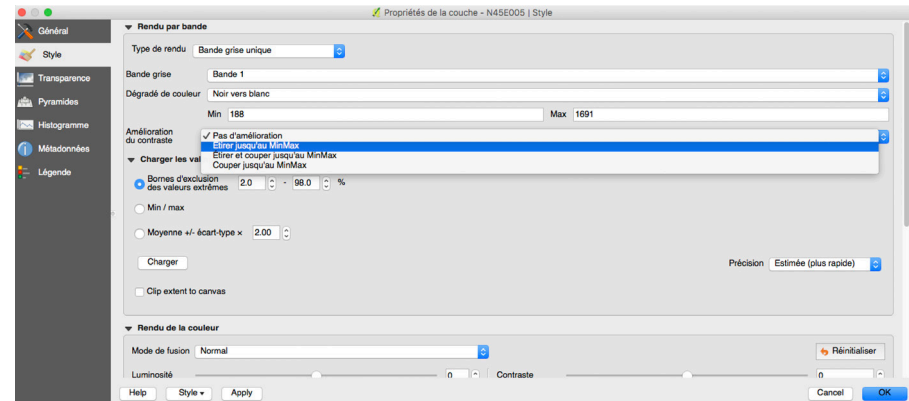 Propriétés de la couche - N45E005 | Style
Général
Style
Transparence
Pyramides
Histogramme
Métadonnées
Légende
Rendu par bande
Type de rendu Bande grise unique
Bande grise Bande 1
Dégradé de couleur Noir vers blanc
Min 188 Max 1691
Amélioration du contraste
✓ Pas d'amélioration
Etirer jusqu'au MinMax
Etirer et couper jusqu'au MinMax
Couper jusqu'au MinMax
Charger les val
Bornes d'exclusion
des valeurs extrêmes 2.0 - 98.0 %
Min / max
Moyenne +/- écart-type × 2.00
Charger Précision Estimée (plus rapide)
Clip extent to canvas
Rendu de la couleur
Mode de fusion Normal Réinitialiser
Luminosité 0 Contraste 0
Help Style Apply Cancel OK